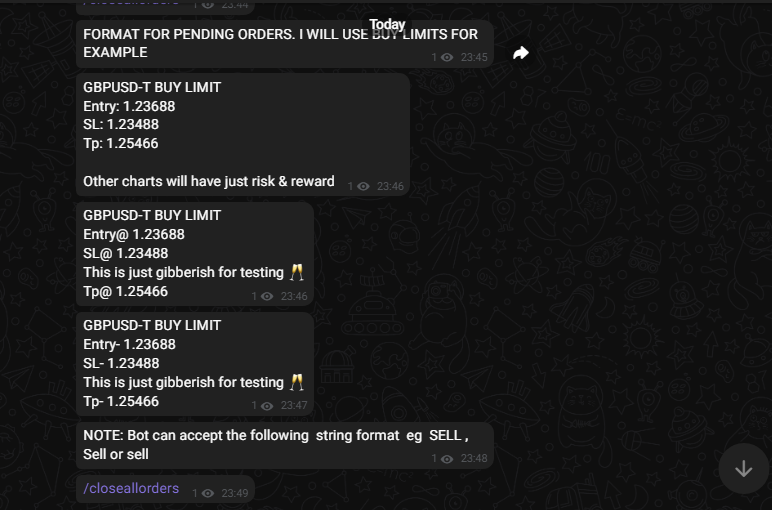 /closeallorders 23:44
Today
FORMAT FOR PENDING ORDERS. I WILL USE BUY LIMITS FOR
EXAMPLE
1 23:45
GBPUSD-T BUY LIMIT
Entry: 1.23688
SL: 1.23488
Tp: 1.25466
Other charts will have just risk & reward
1 23:46
GBPUSD-T BUY LIMIT
Entry@ 1.23688
SL@ 1.23488
This is just gibberish for testing 🥂
Tp@ 1.25466
1 23:46
GBPUSD-T BUY LIMIT
Entry- 1.23688
SL- 1.23488
This is just gibberish for testing 🥂
Tp- 1.25466
1 23:47
NOTE: Bot can accept the following string format eg SELL ,
Sell or sell
1 23:48
/closeallorders 1 23:49